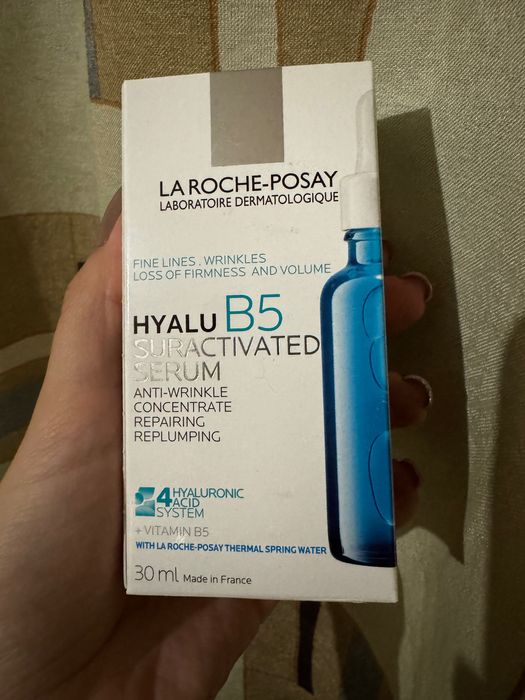 LA ROCHE-POSAY
LABORATOIRE DERMATOLOGIQUE
FINE LINES . WRINKLES
LOSS OF FIRMNESS AND VOLUME
HYALU B5
SURACTIVATED
SERUM
ANTI-WRINKLE
CONCENTRATE
REPAIRING
REPLUMPING
4 HYALURONIC
ACID
SYSTEM
+ VITAMIN B5
WITH LA ROCHE-POSAY THERMAL SPRING WATER
30 ml Made in France